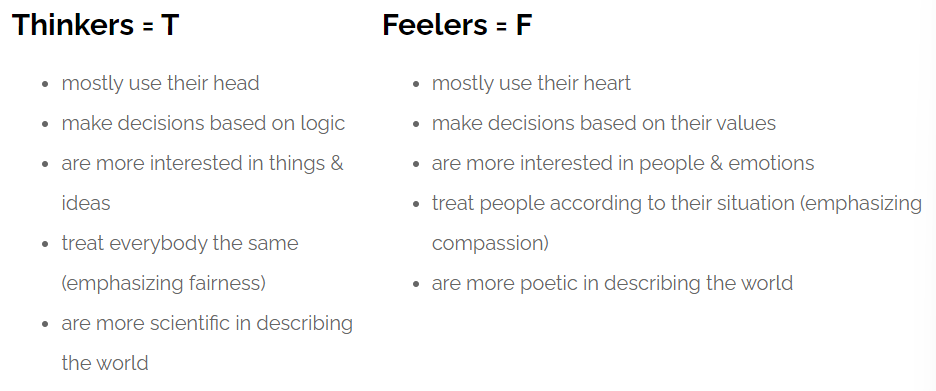 Thinkers = T
mostly use their head
make decisions based on logic
are more interested in things &
ideas
treat everybody the same
(emphasizing fairness)
are more scientific in describing
the world
Feelers = F
mostly use their heart
make decisions based on their values
are more interested in people & emotions
treat people according to their situation (emphasizing
compassion)
are more poetic in describing the world